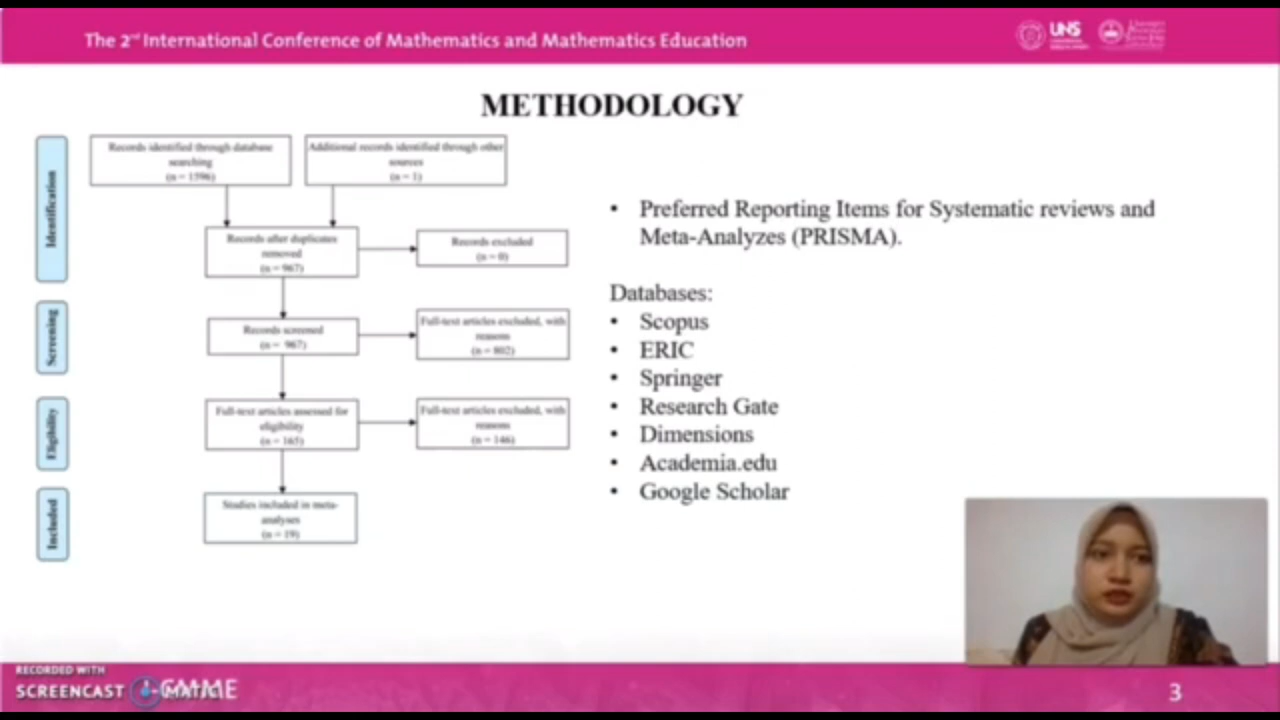 The 2nd International Conference of Mathematics and Mathematics Education
UNS
METHODOLOGY
Identification
Records identified through database
searching
(n = 1596)
Additional records identified through other
sources
(n = 1)
Records after duplicates
removed
(n = 967)
Records excluded
(n = 0)
Screening
Records screened
(n = 967)
Full-text articles excluded, with
reasons
(n = 802)
Eligibility
Full-text articles assessed for
eligibility
(n = 165)
Full-text articles excluded, with
reasons
(n = 146)
Included
Studies included in meta-
analyses
(n = 19)
• Preferred Reporting Items for Systematic reviews and
Meta-Analyzes (PRISMA).
Databases:
• Scopus
• ERIC
• Springer
• Research Gate
• Dimensions
• Academia.edu
• Google Scholar
RECORDED WITH
SCREENCAST
3